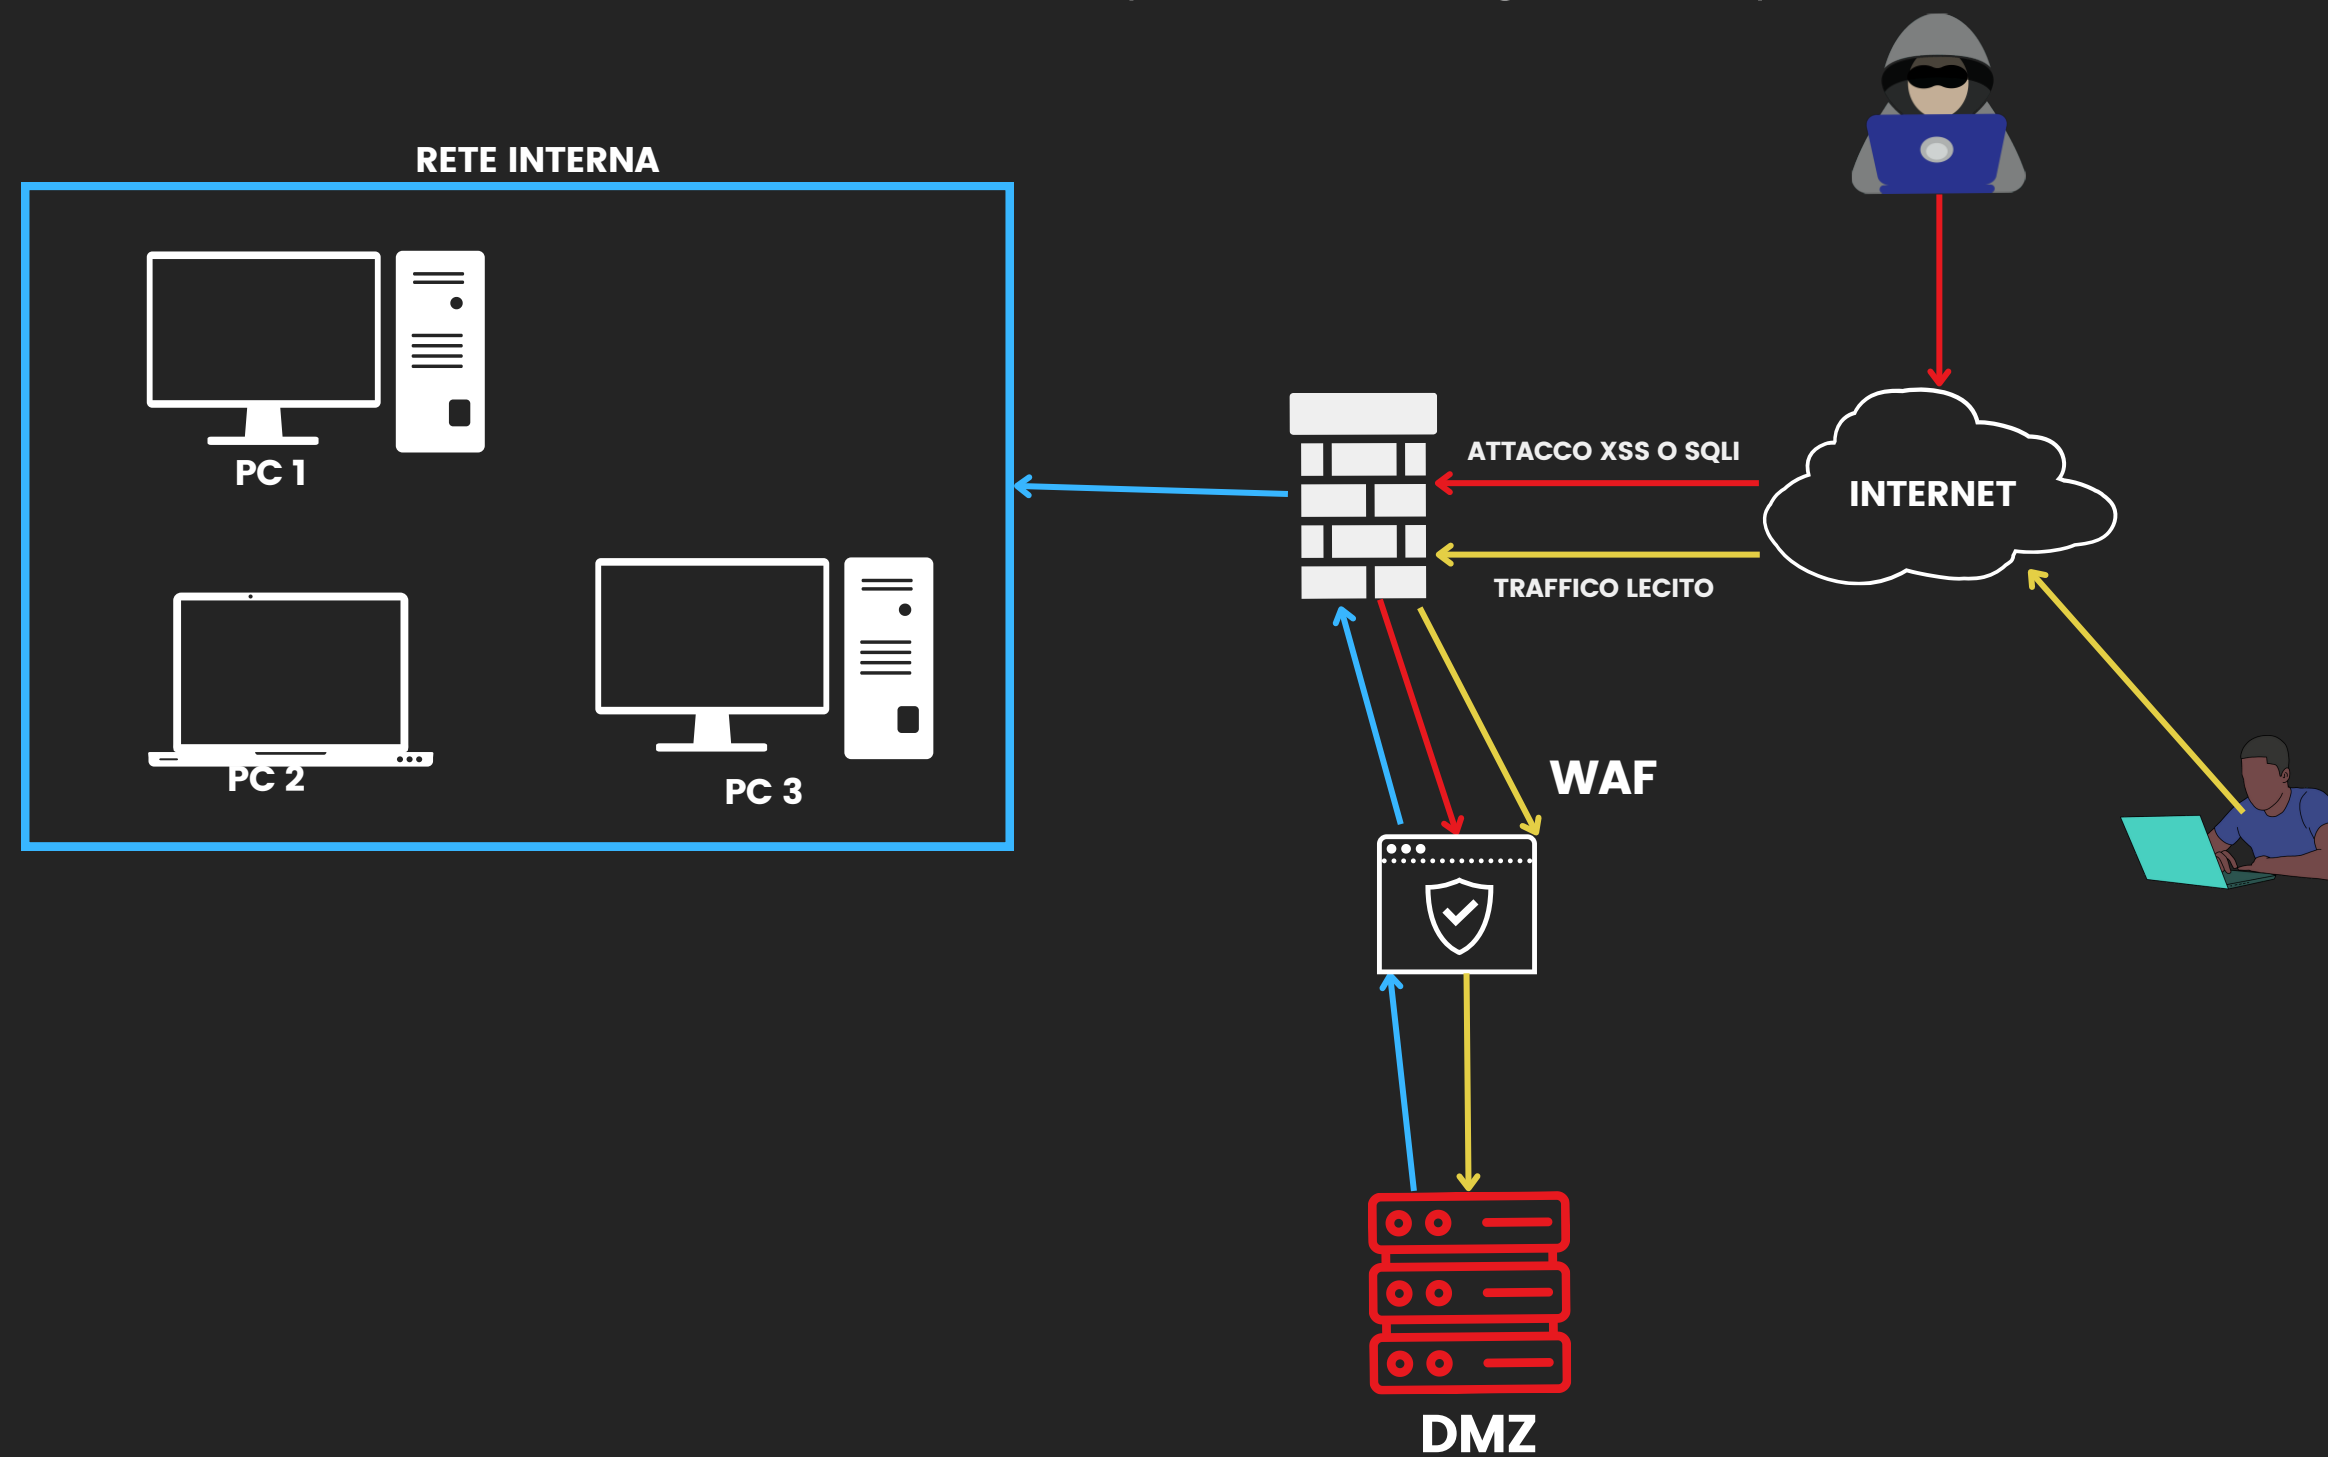 RETE INTERNA
PC 1
PC 2
PC 3
ATTACCO XSS O SQLI
TRAFFICO LECITO
INTERNET
WAF
DMZ